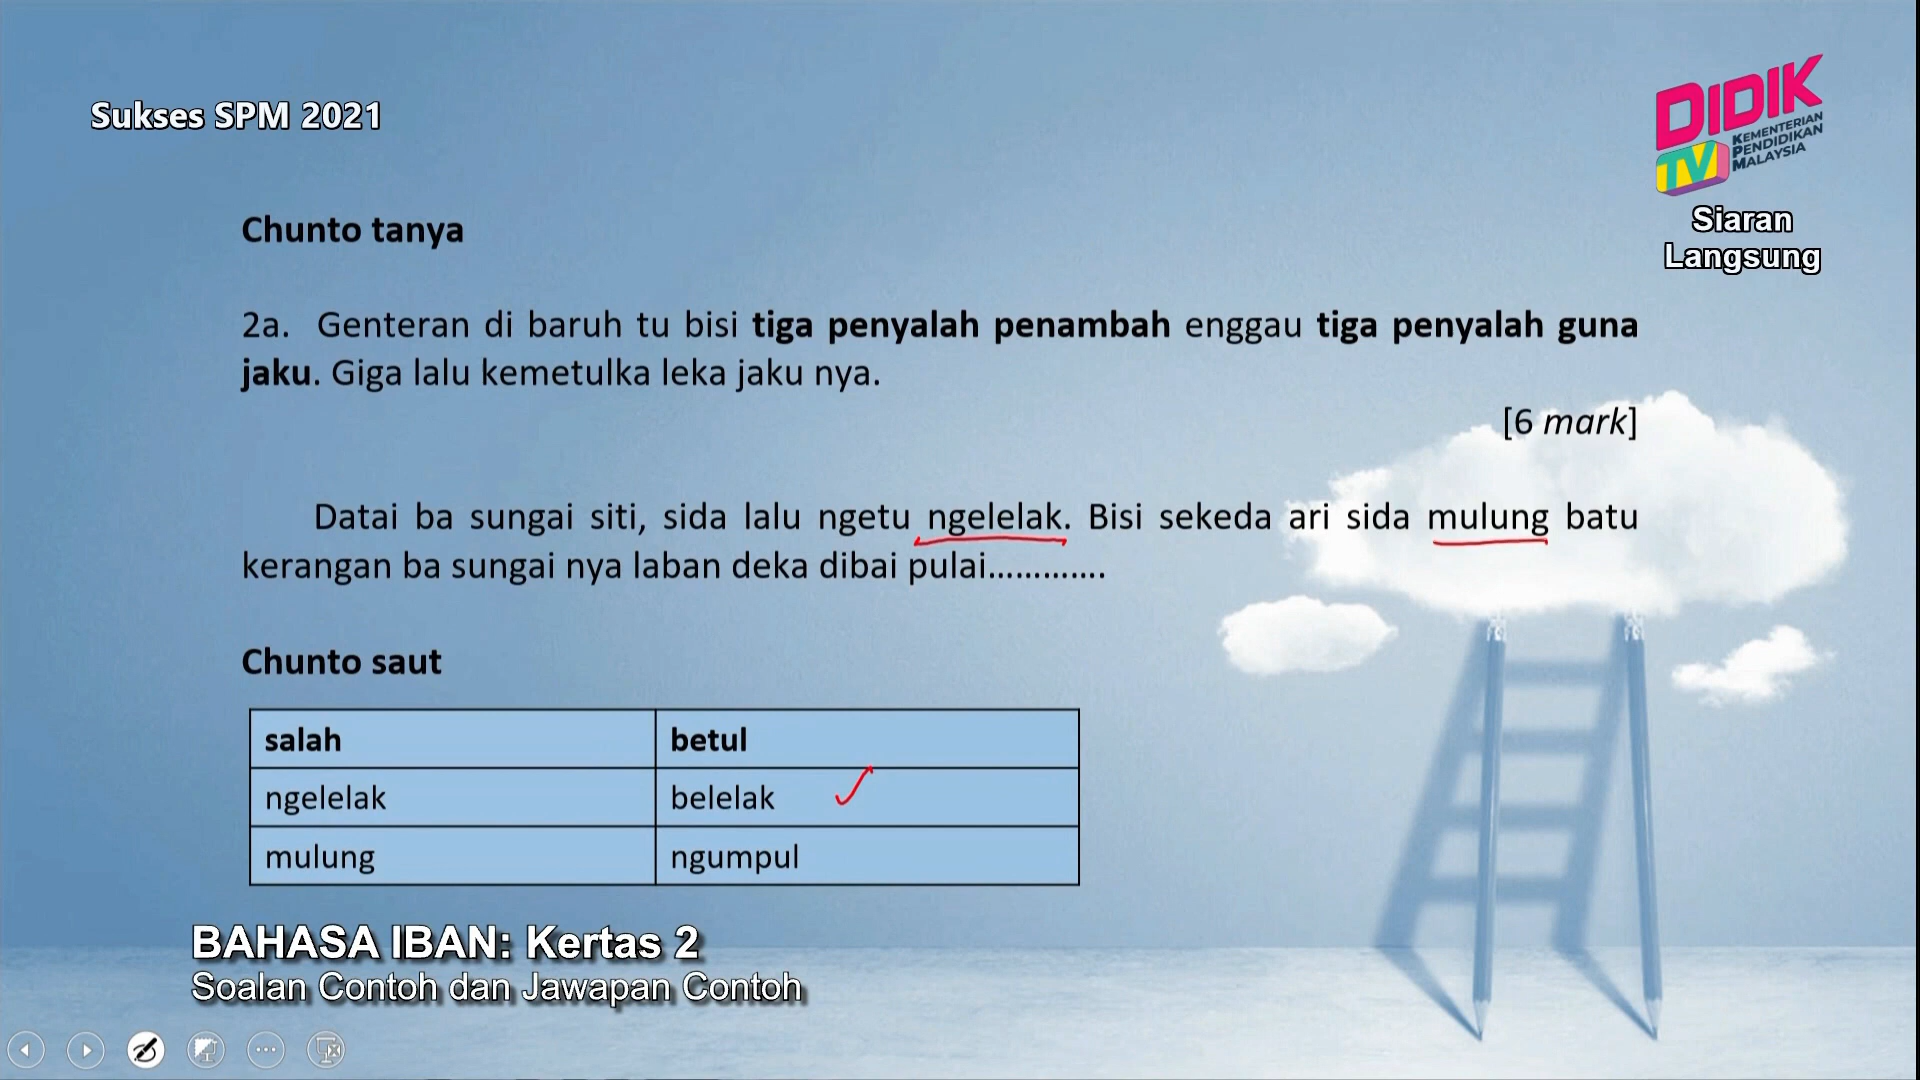 Sukses SPM 2021
DIDIK
TV
KEMENTERIAN
PENDIDIKAN
MALAYSIA
Siaran
Langsung
Chunto tanya
2a. Genteran di baruh tu bisi tiga penyalah penambah enggau tiga penyalah guna
jaku. Giga lalu kemetulka leka jaku nya.
[6 mark]
Datai ba sungai siti, sida lalu ngetu ngelelak. Bisi sekeda ari sida mulung batu
kerangan ba sungai nya laban deka dibai pulai.............
Chunto saut
salah betul
ngelelak belelak
mulung ngumpul
BAHASA IBAN: Kertas 2
Soalan Contoh dan Jawapan Contoh